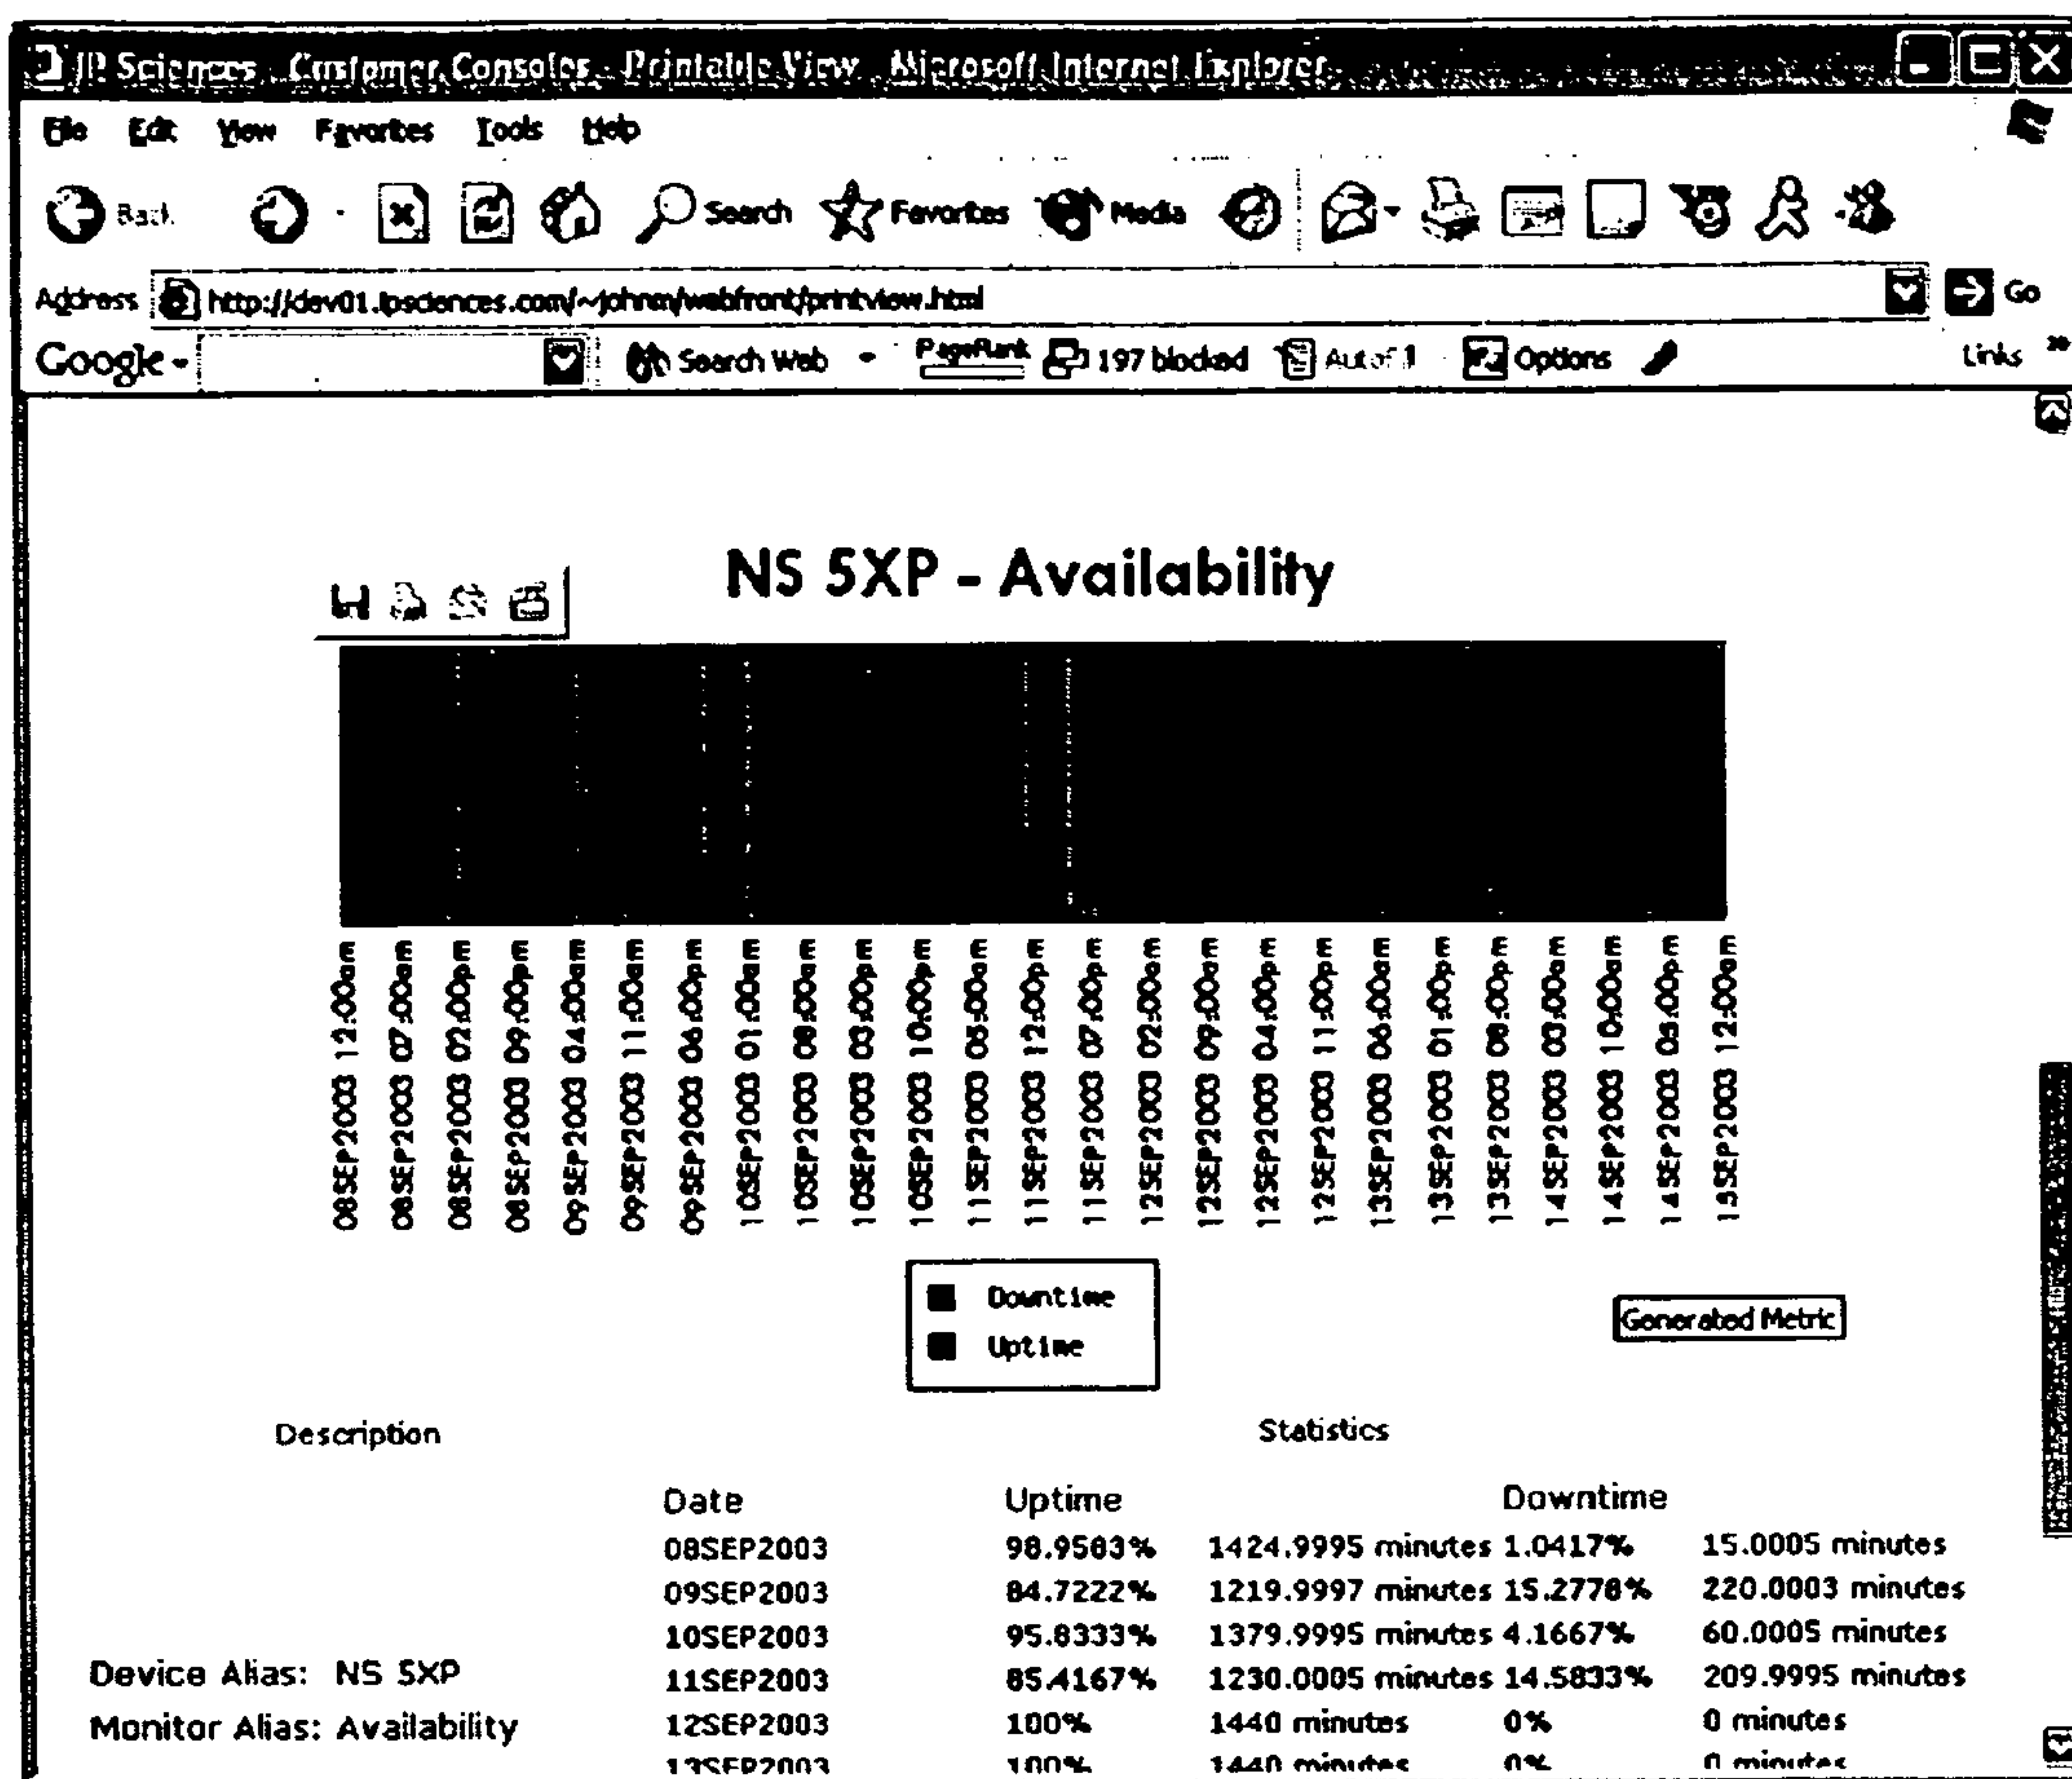 IP Sciences - Customer Consoles - Printable View - Microsoft Internet Explorer
File Edit View Favorites Tools Help
Back Search Favorites Media
Address http://dev01.ipsciences.com/~johnm/webfront/printview.html Go
Google Search Web PageRank 197 blocked AutoFill Options Links »
NS 5XP - Availability
08SEP2003 12:00am
08SEP2003 07:00am
08SEP2003 02:00pm
08SEP2003 09:00pm
09SEP2003 04:00am
09SEP2003 11:00am
09SEP2003 06:00pm
10SEP2003 01:00am
10SEP2003 08:00am
10SEP2003 03:00pm
10SEP2003 10:00pm
11SEP2003 05:00am
11SEP2003 12:00pm
11SEP2003 07:00pm
12SEP2003 02:00am
12SEP2003 09:00am
12SEP2003 04:00pm
12SEP2003 11:00pm
13SEP2003 06:00am
13SEP2003 01:00pm
13SEP2003 08:00pm
14SEP2003 03:00am
14SEP2003 10:00am
14SEP2003 05:00pm
15SEP2003 12:00am
Downtime
Uptime
Generated Metric
Description Statistics
Date Uptime Downtime
08SEP2003 98.9583% 1424.9995 minutes 1.0417% 15.0005 minutes
09SEP2003 84.7222% 1219.9997 minutes 15.2778% 220.0003 minutes
10SEP2003 95.8333% 1379.9995 minutes 4.1667% 60.0005 minutes
11SEP2003 85.4167% 1230.0005 minutes 14.5833% 209.9995 minutes
12SEP2003 100% 1440 minutes 0% 0 minutes
13SEP2003 100% 1440 minutes 0% 0 minutes
Device Alias: NS 5XP
Monitor Alias: Availability